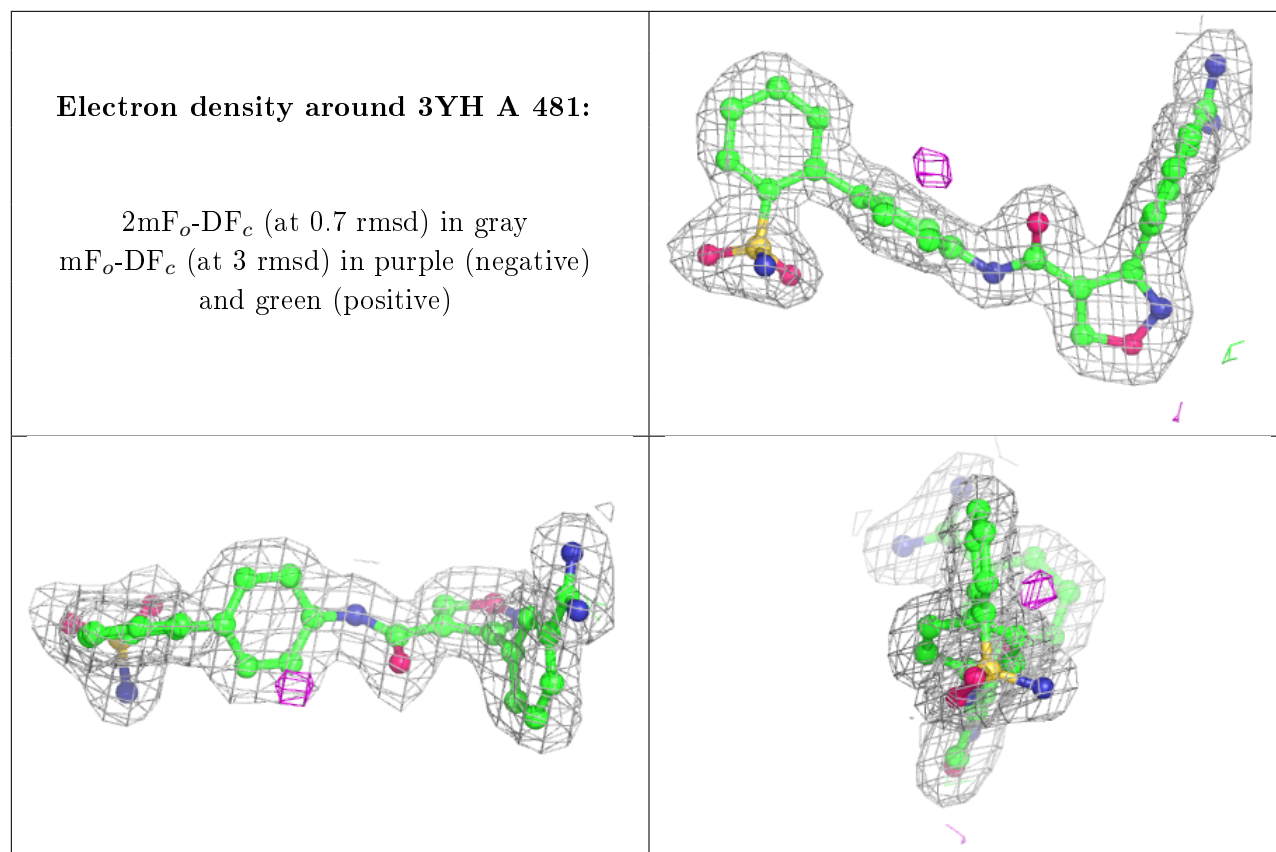 Electron density around 3YH A 481:
2mFo-DFc (at 0.7 rmsd) in gray
mFo-DFc (at 3 rmsd) in purple (negative)
and green (positive)